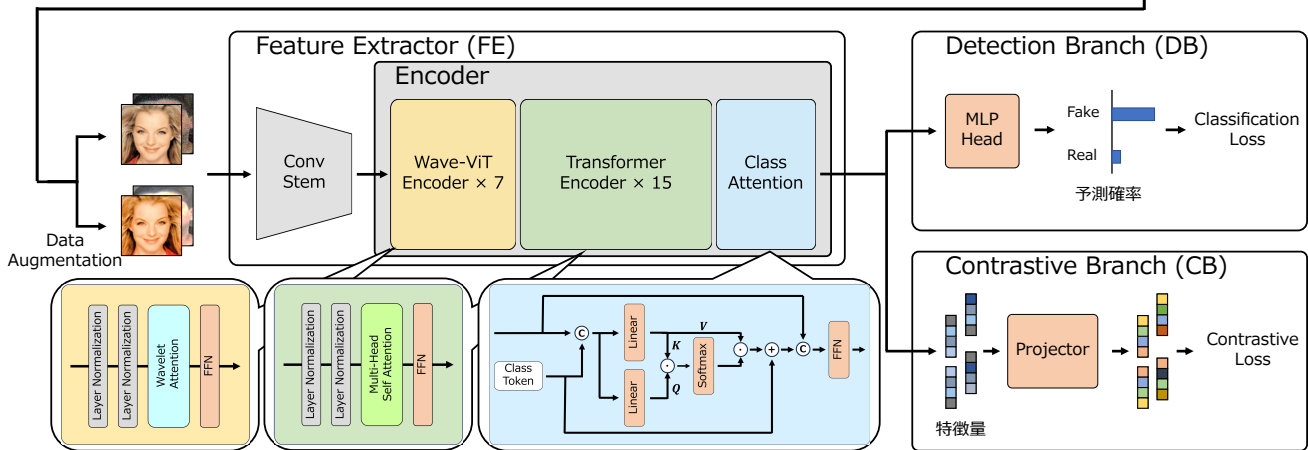 Feature Extractor (FE)
Encoder
Conv
Stem
Wave-ViT
Encoder × 7
Transformer
Encoder × 15
Class
Attention
Data
Augmentation
Detection Branch (DB)
MLP
Head
Fake
Real
予測確率
Classification
Loss
Contrastive Branch (CB)
特徴量
Projector
Contrastive
Loss
Layer Normalization
Layer Normalization
Wavelet
Attention
FFN
Layer Normalization
Layer Normalization
Multi-Head
Self Attention
FFN
Class
Token
C
Linear
Linear
V
K
Q
Softmax
C
FFN